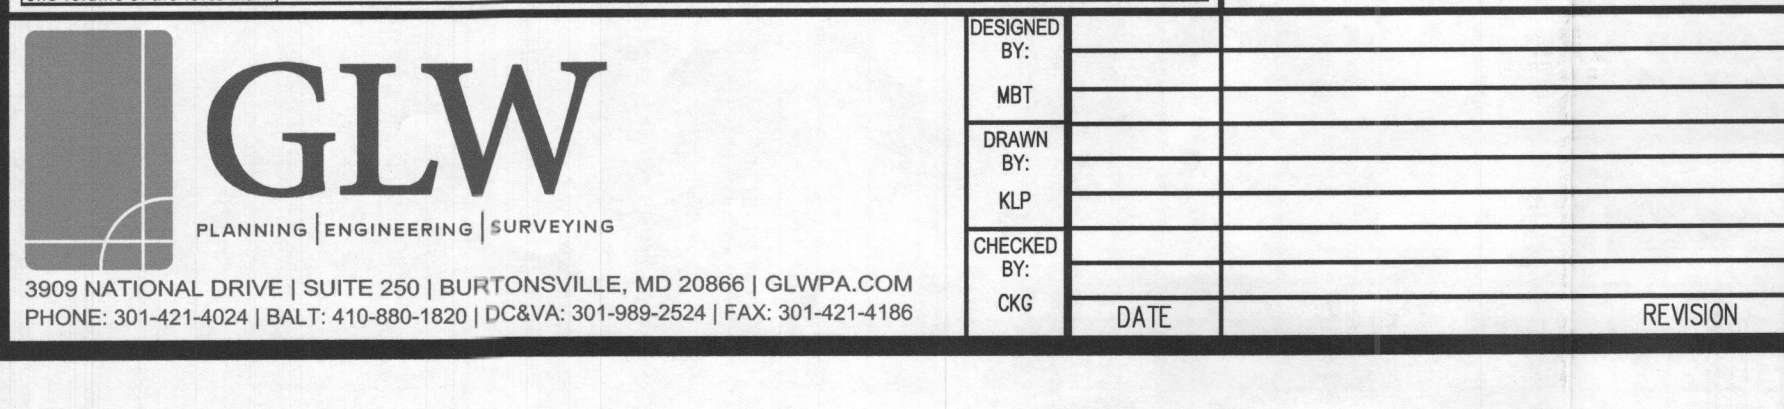 GLW
PLANNING | ENGINEERING | SURVEYING
3909 NATIONAL DRIVE | SUITE 250 | BURTONSVILLE, MD 20866 | GLWPA.COM
PHONE: 301-421-4024 | BALT: 410-880-1820 | DC&VA: 301-989-2524 | FAX: 301-421-4186
DESIGNED
BY:
MBT
DRAWN
BY:
KLP
CHECKED
BY:
CKG
DATE
REVISION